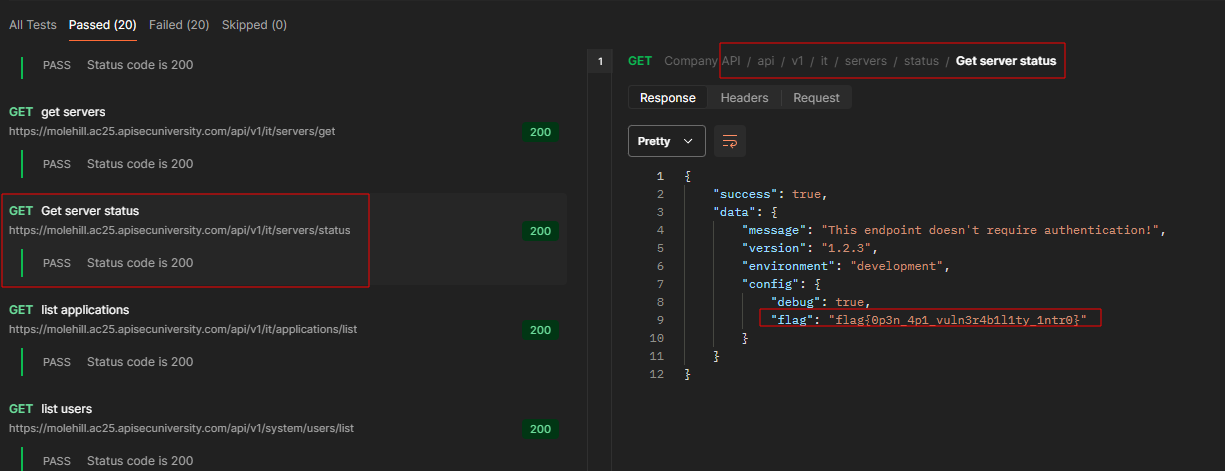 All Tests Passed (20) Failed (20) Skipped (0)
PASS Status code is 200
GET get servers
https://molehill.ac25.apisecuniversity.com/api/v1/it/servers/get
200
PASS Status code is 200
GET Get server status
https://molehill.ac25.apisecuniversity.com/api/v1/it/servers/status
200
PASS Status code is 200
GET list applications
https://molehill.ac25.apisecuniversity.com/api/v1/it/applications/list
200
PASS Status code is 200
GET list users
https://molehill.ac25.apisecuniversity.com/api/v1/system/users/list
200
PASS Status code is 200
1
GET Company API / api / v1 / it / servers / status / Get server status
Response Headers Request
Pretty
1 {
2 "success": true,
3 "data": {
4 "message": "This endpoint doesn't require authentication!",
5 "version": "1.2.3",
6 "environment": "development",
7 "config": {
8 "debug": true,
9 "flag": "flag{0p3n_4p1_vuln3r4b1l1ty_1ntr0}"
10 }
11 }
12 }